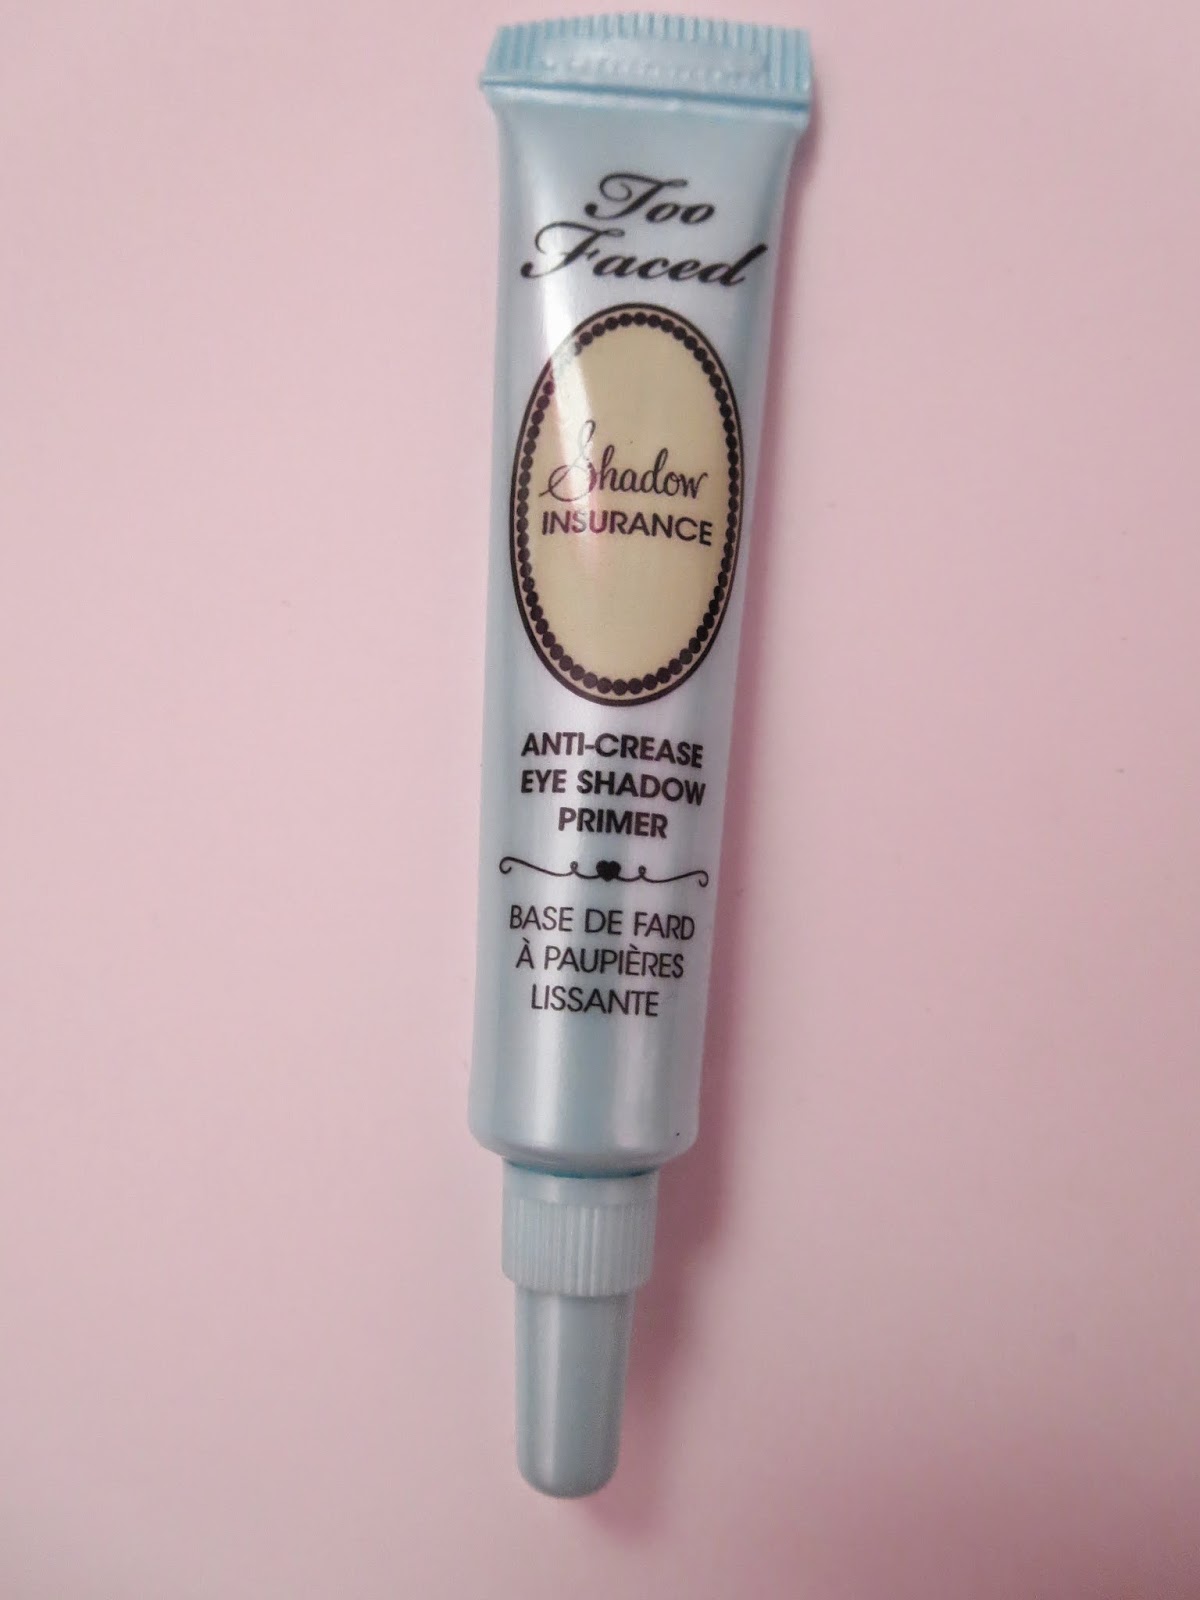 Too
Faced
Shadow
INSURANCE
ANTI-CREASE
EYE SHADOW
PRIMER
BASE DE FARD
À PAUPIÈRES
LISSANTE